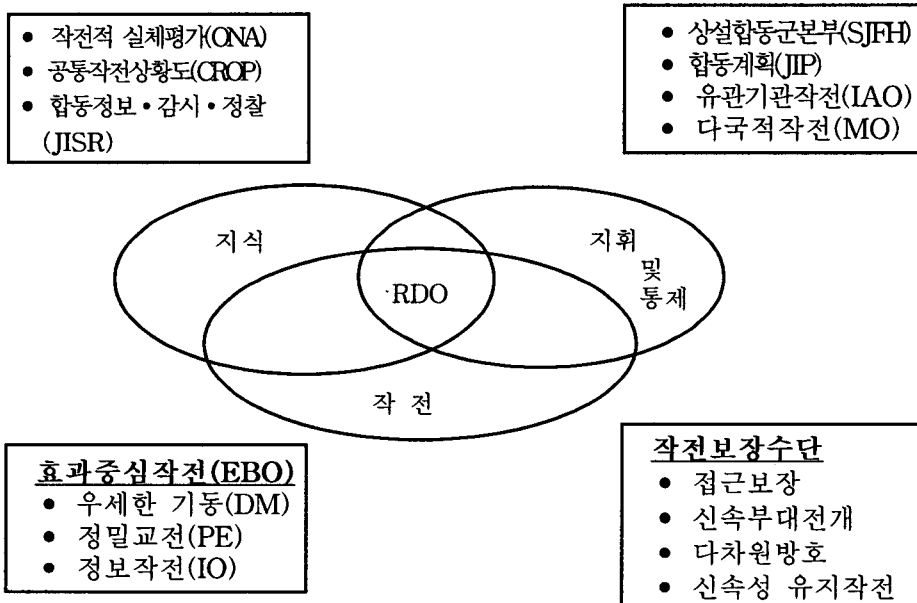 • 작전적 실체평가(ONA)
• 공통작전상황도(CROP)
• 합동정보·감시·정찰
(JISR)
• 상설합동군본부(SJFH)
• 합동계획(JIP)
• 유관기관작전(IAO)
• 다국적작전(MO)
지식
지휘
및
통제
RDO
작 전
효과중심작전(EBO)
• 우세한 기동(DM)
• 정밀교전(PE)
• 정보작전(IO)
작전보장수단
• 접근보장
• 신속부대전개
• 다차원방호
• 신속성 유지작전